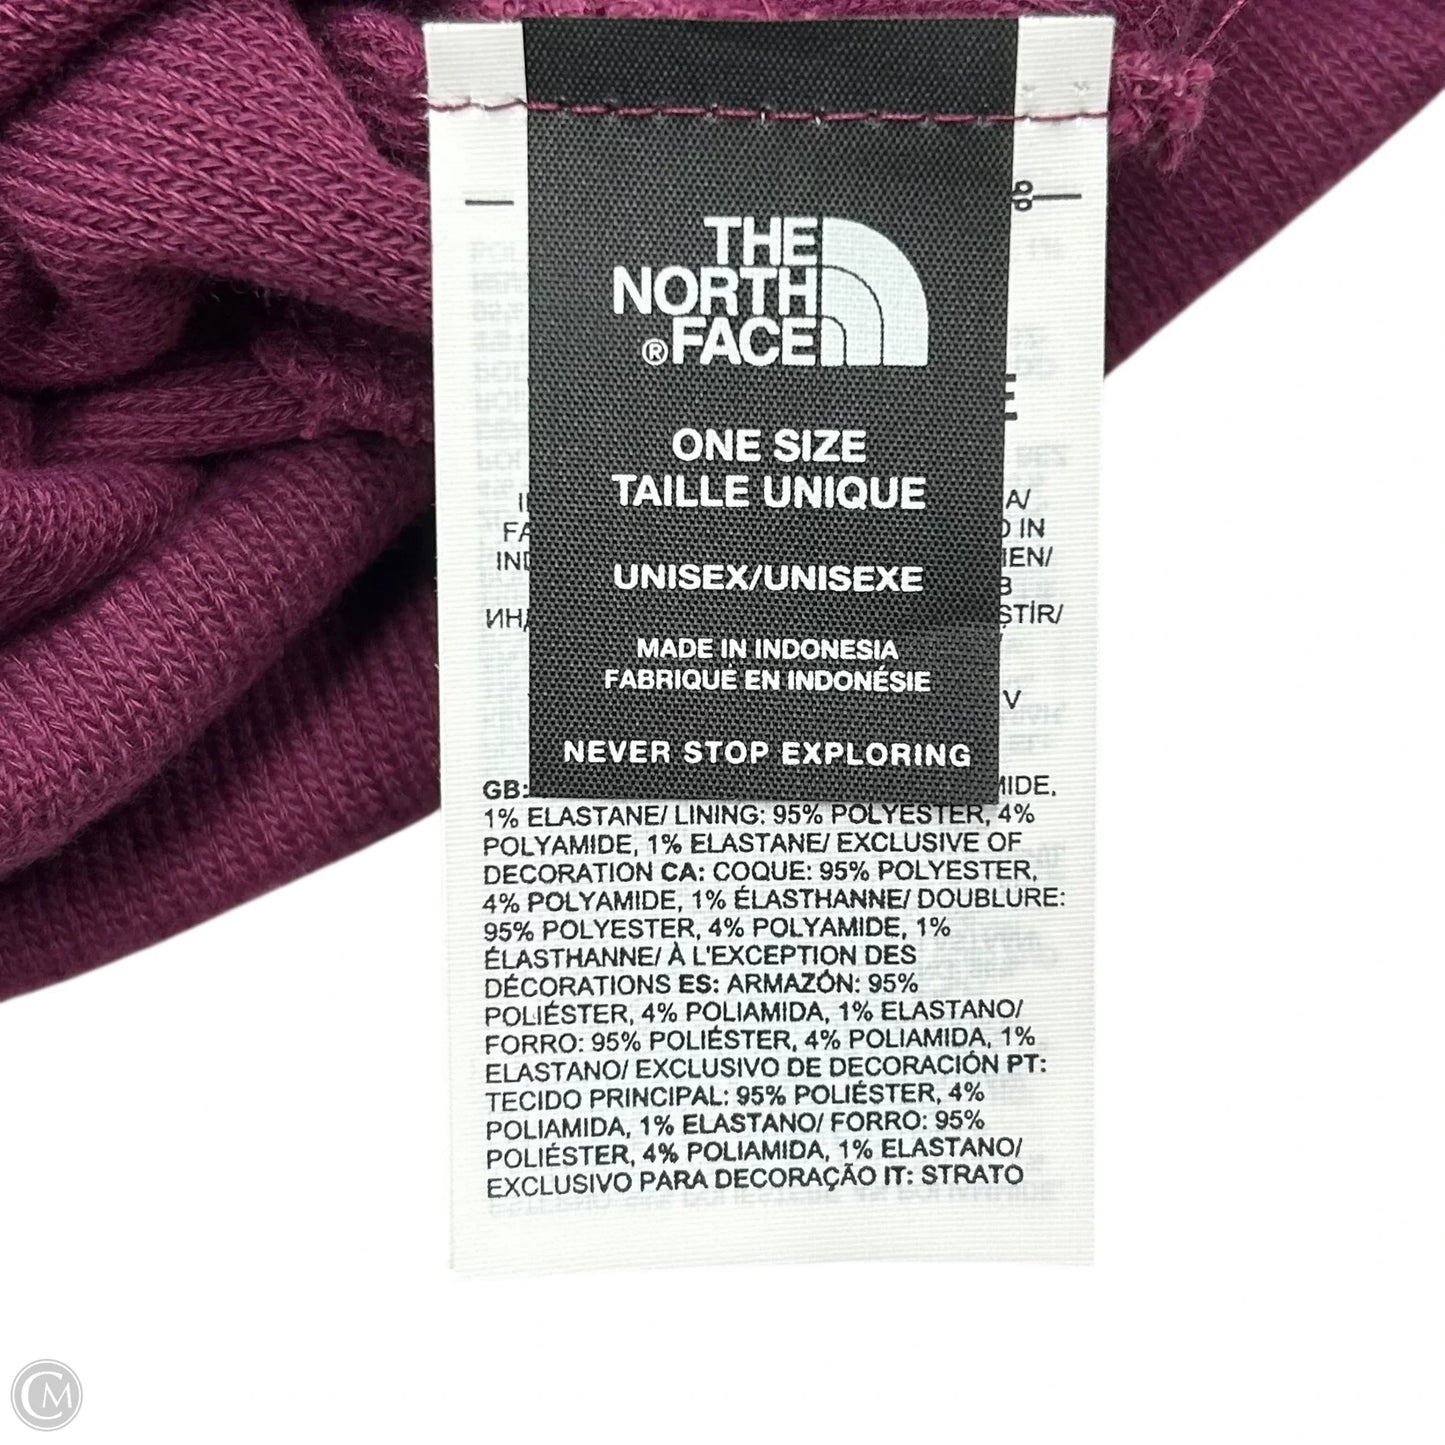 THE
NORTH
® FACE
ONE SIZE
TAILLE UNIQUE
UNISEX/UNISEXE
MADE IN INDONESIA
FABRIQUÉ EN INDONÉSIE
NEVER STOP EXPLORING
IN
STİR/
V
GB:
1% ELASTANE/ LINING: 95% POLYESTER, 4%
POLYAMIDE, 1% ELASTANE/ EXCLUSIVE OF
DECORATION CA: COQUE: 95% POLYESTER,
4% POLYAMIDE, 1% ÉLASTHANNE/ DOUBLURE:
95% POLYESTER, 4% POLYAMIDE, 1%
ÉLASTHANNE/ À L'EXCEPTION DES
DÉCORATIONS ES: ARMAZÓN: 95%
POLIÉSTER, 4% POLIAMIDA, 1% ELASTANO/
FORRO: 95% POLIÉSTER, 4% POLIAMIDA, 1%
ELASTANO/ EXCLUSIVO DE DECORACIÓN PT:
TECIDO PRINCIPAL: 95% POLIÉSTER, 4%
POLIAMIDA, 1% ELASTANO/ FORRO: 95%
POLIÉSTER, 4% POLIAMIDA, 1% ELASTANO/
EXCLUSIVO PARA DECORAÇÃO IT: STRATO
CM